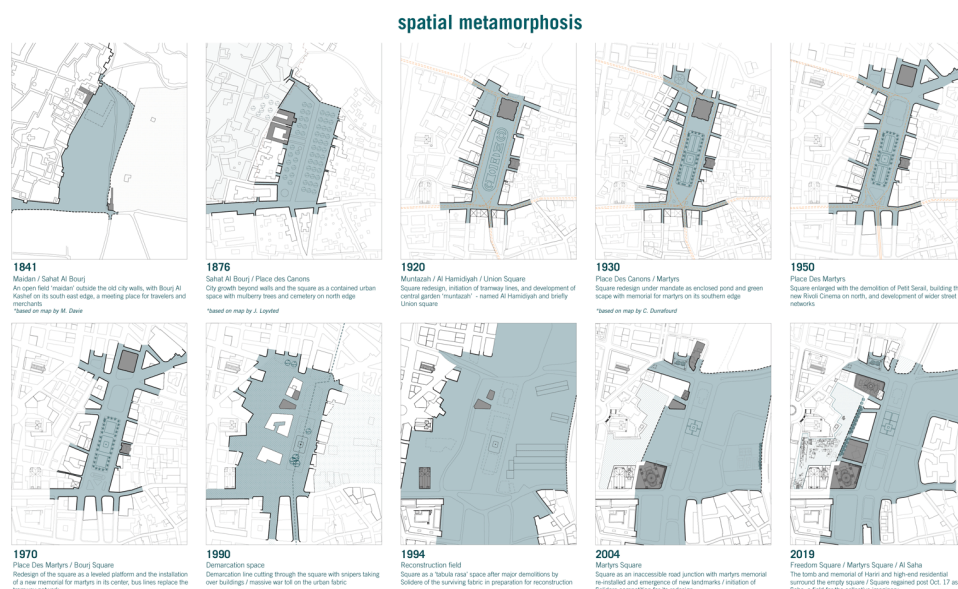 spatial metamorphosis
1841
Maidan / Sahat Al Bourj
An open field 'maidan' outside the old city walls, with Bourj Al
Kashef on its south east edge, a meeting place for travelers and
merchants
*based on map by M. Davie
1876
Sahat Al Bourj / Place des Canons
City growth beyond walls and the square as a contained urban
space with mulberry trees and cemetery on north edge
*based on map by J. Loyvted
1920
Muntazah / Al Hamidiyah / Union Square
Square redesign, initiation of tramway lines, and development of
central garden 'muntazah' - named Al Hamidiyah and briefly
Union square
1930
Place Des Canons / Martyrs
Square redesign under mandate as enclosed pond and green
scape with memorial for martyrs on its southern edge
*based on map by C. Dunafourd
1950
Place Des Martyrs
Square enlarged with the demolition of Petit Serail, building th
new Rivoli Cinema on north, and development of wider street
networks
1970
Place Des Martyrs / Bourj Square
Redesign of the square as a leveled platform and the installation
of a new memorial for martyrs in its center, bus lines replace the
1990
Demarcation space
Demarcation line cutting through the square with snipers taking
over buildings / massive war toll on the urban fabric
1994
Reconstruction field
Square as a 'tabula rasa' space after major demolitions by
Solidere of the surviving fabric in preparation for reconstruction
2004
Martyrs Square
Square as an inaccessible road junction with martyrs memorial
re-installed and emergence of new landmarks / initiation of
2019
Freedom Square / Martyrs Square / Al Saha
The tomb and memorial of Hariri and high-end residential
surround the empty square / Square regained post Oct. 17 as